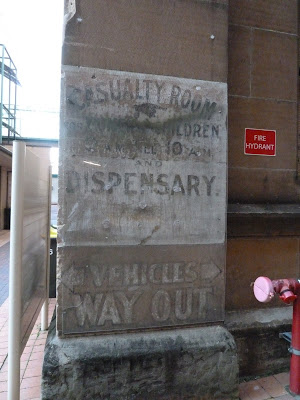 CASUALTY ROOM
CHILDREN
10 A.M
AND
DISPENSARY.
VEHICLES
WAY OUT
FIRE
HYDRANT